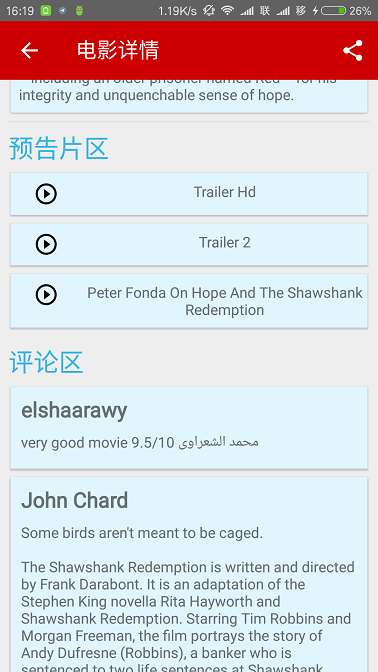 16:19 1.19K/s 联 移 26%
电影详情
including an older prisoner named Red -- for his
integrity and unquenchable sense of hope.
预告片区
Trailer Hd
Trailer 2
Peter Fonda On Hope And The Shawshank
Redemption
评论区
elshaarawy
very good movie 9.5/10 محمد الشعراوى
John Chard
Some birds aren't meant to be caged.
The Shawshank Redemption is written and directed
by Frank Darabont. It is an adaptation of the
Stephen King novella Rita Hayworth and
Shawshank Redemption. Starring Tim Robbins and
Morgan Freeman, the film portrays the story of
Andy Dufresne (Robbins), a banker who is
sentenced to two life sentences at Shawshank